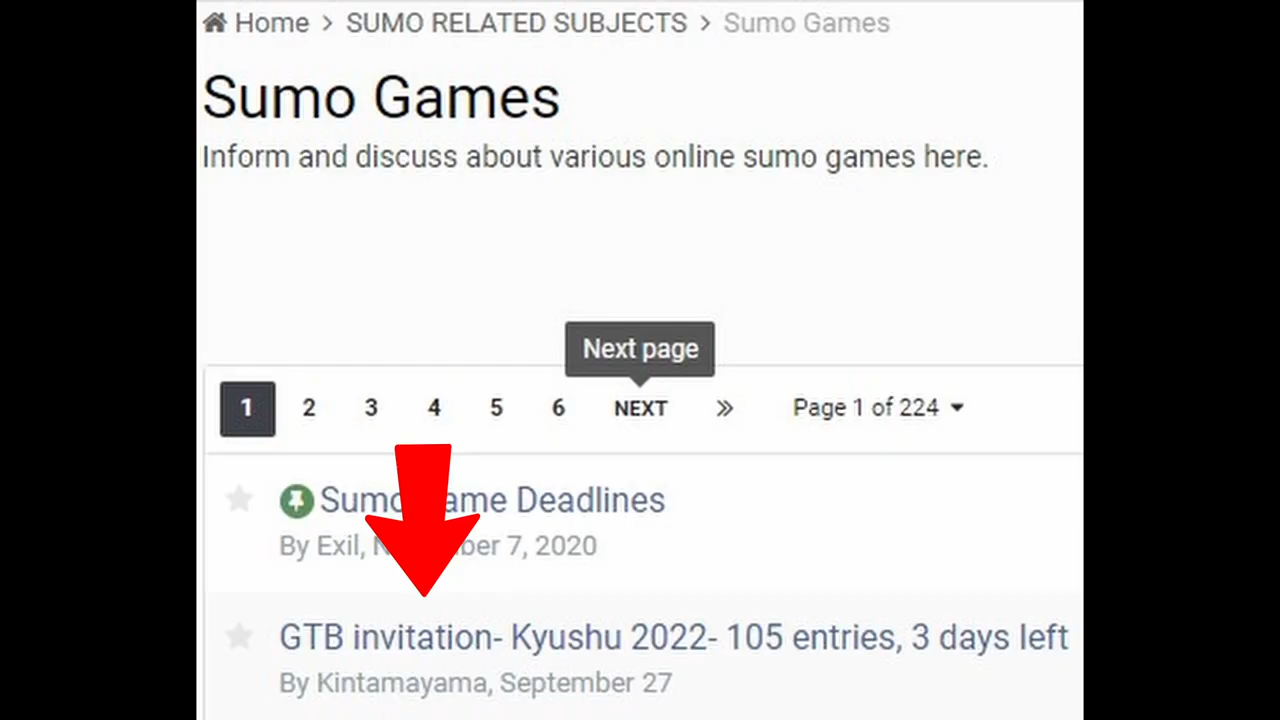 Home > SUMO RELATED SUBJECTS > Sumo Games
Sumo Games
Inform and discuss about various online sumo games here.
Next page
1 2 3 4 5 6 NEXT » Page 1 of 224
Sumo Game Deadlines
By Exil, 7, 2020
GTB invitation- Kyushu 2022- 105 entries, 3 days left
By Kintamayama, September 27